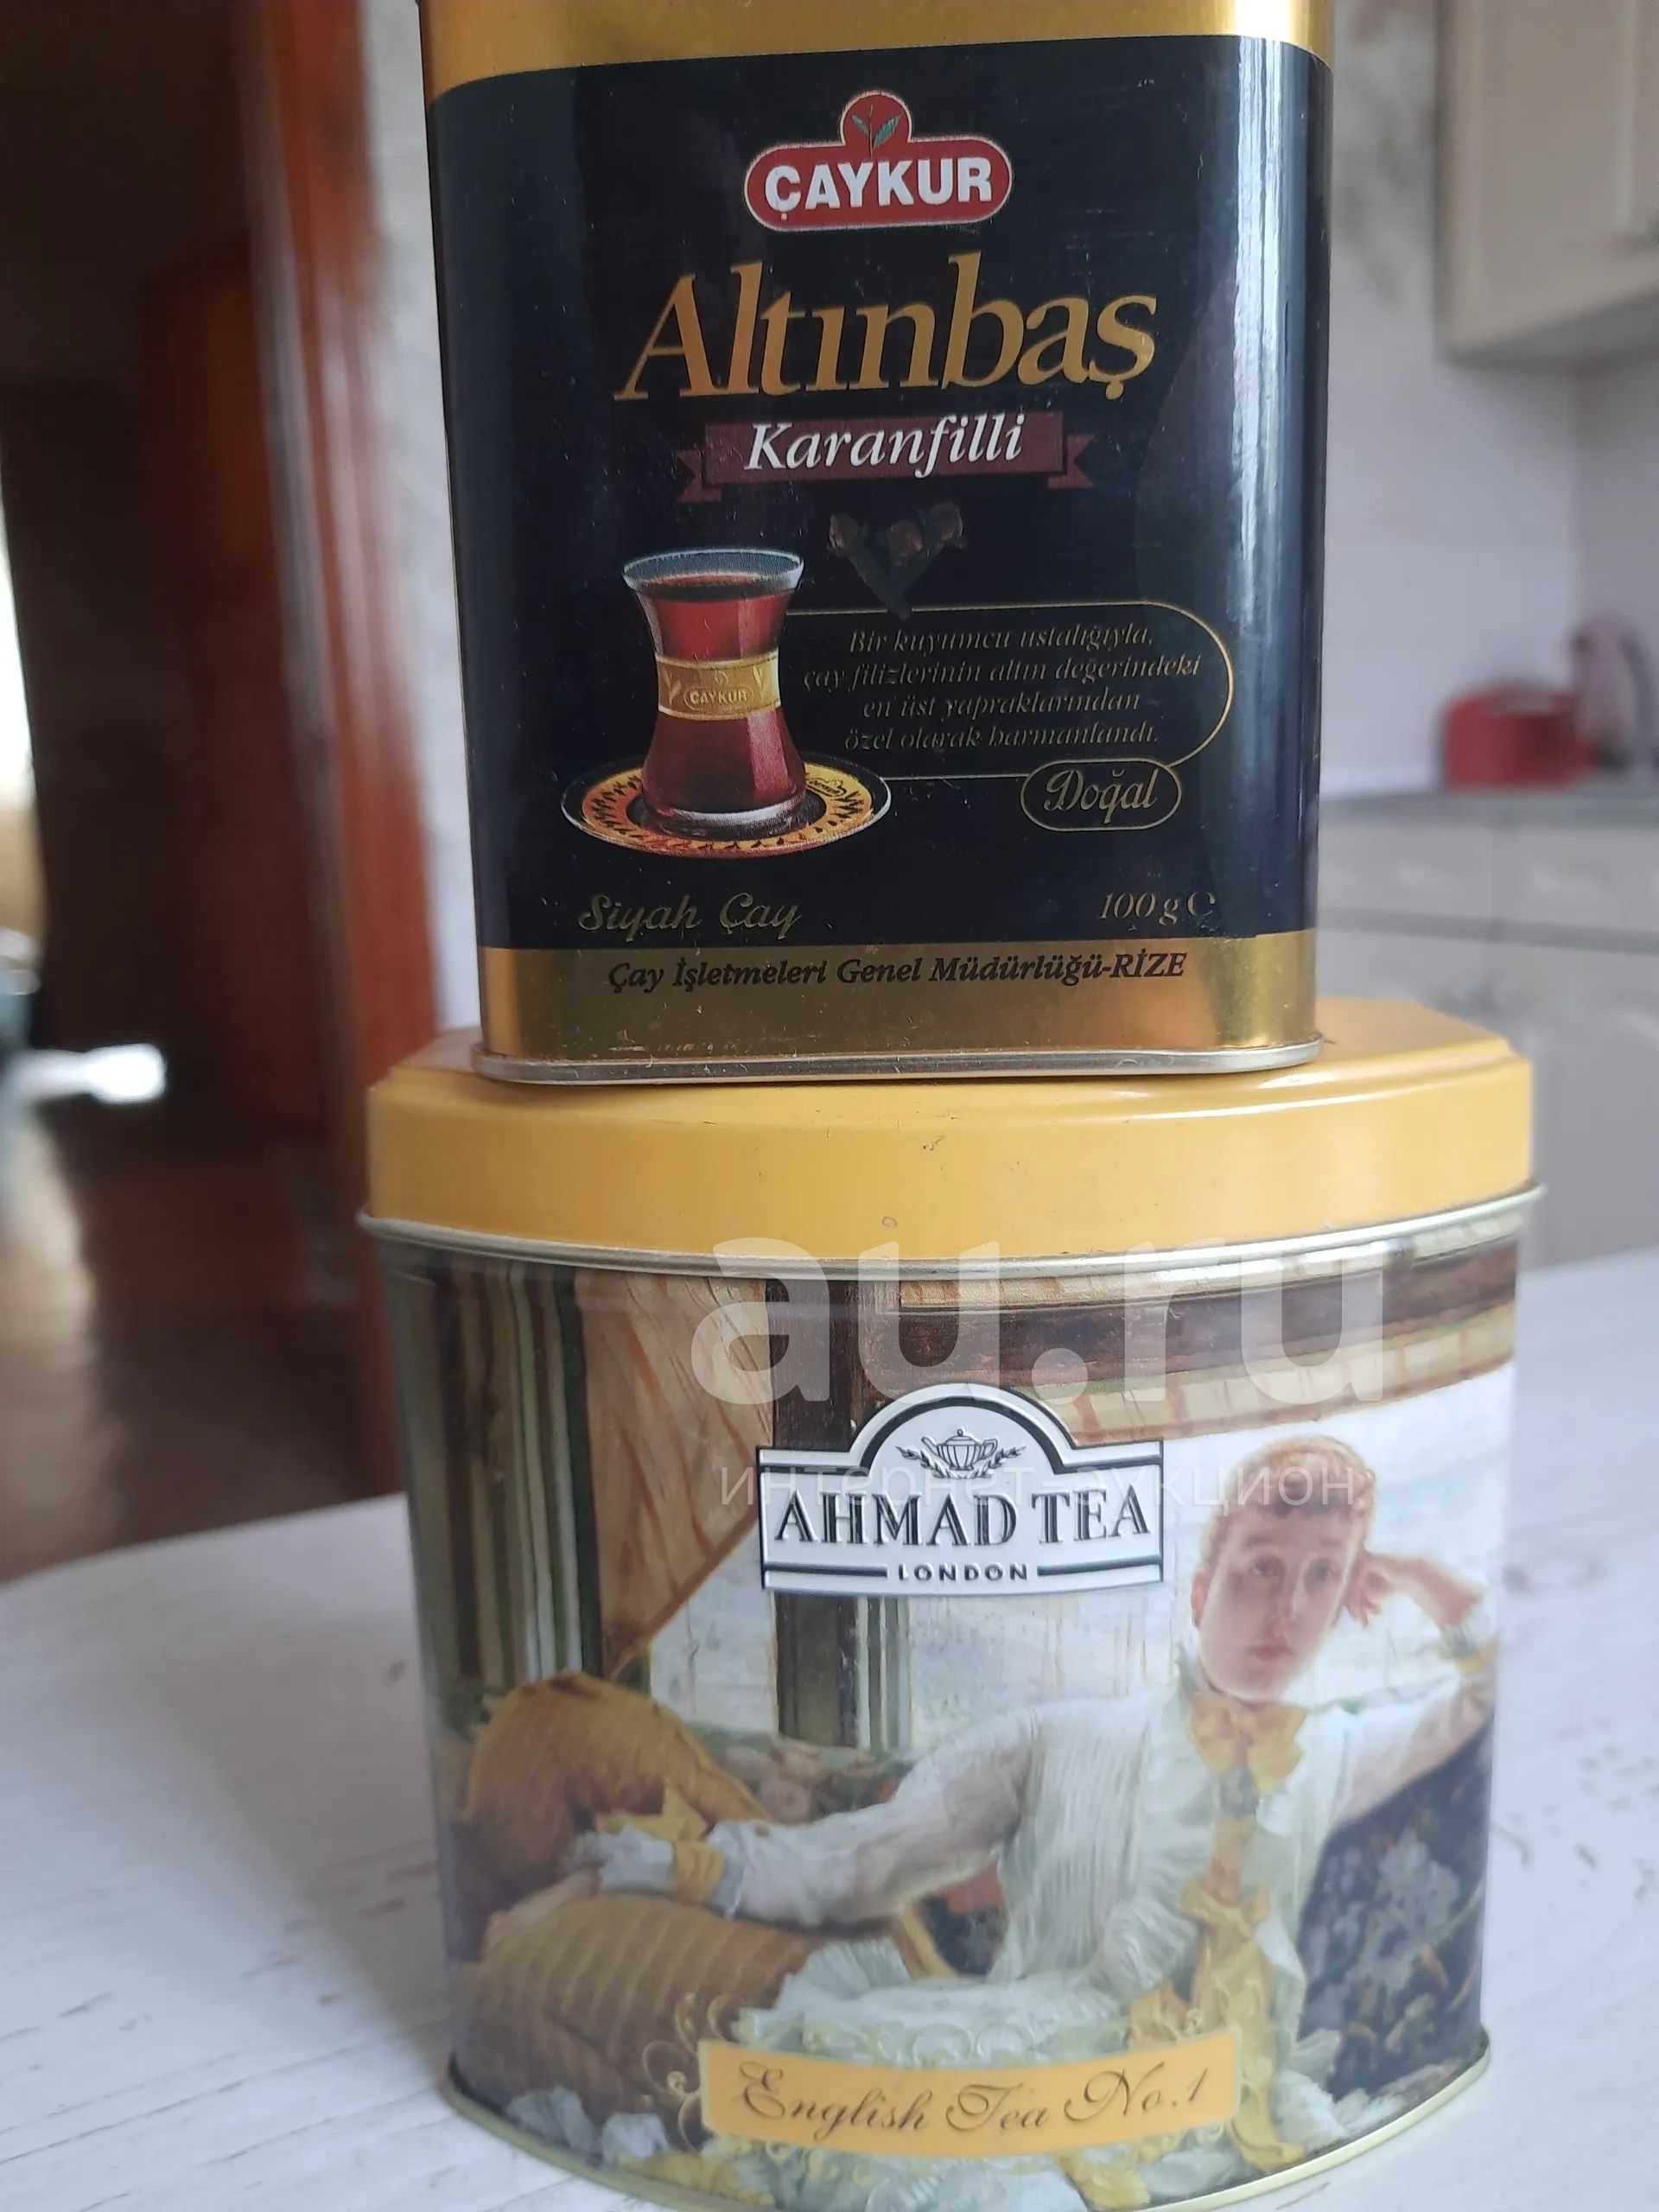 ÇAYKUR
Altınbaş
Karanfilli
Bir kuyumcu ustalığıyla,
çay filizlerinin altın değerindeki
en üst yapraklarından
özel olarak harmanlandı.
ÇAYKUR
Doğal
Siyah Çay
100 g ℮
Çay İşletmeleri Genel Müdürlüğü-RİZE
au.ru
интернет-аукцион
AHMAD TEA
LONDON
English Tea No.1